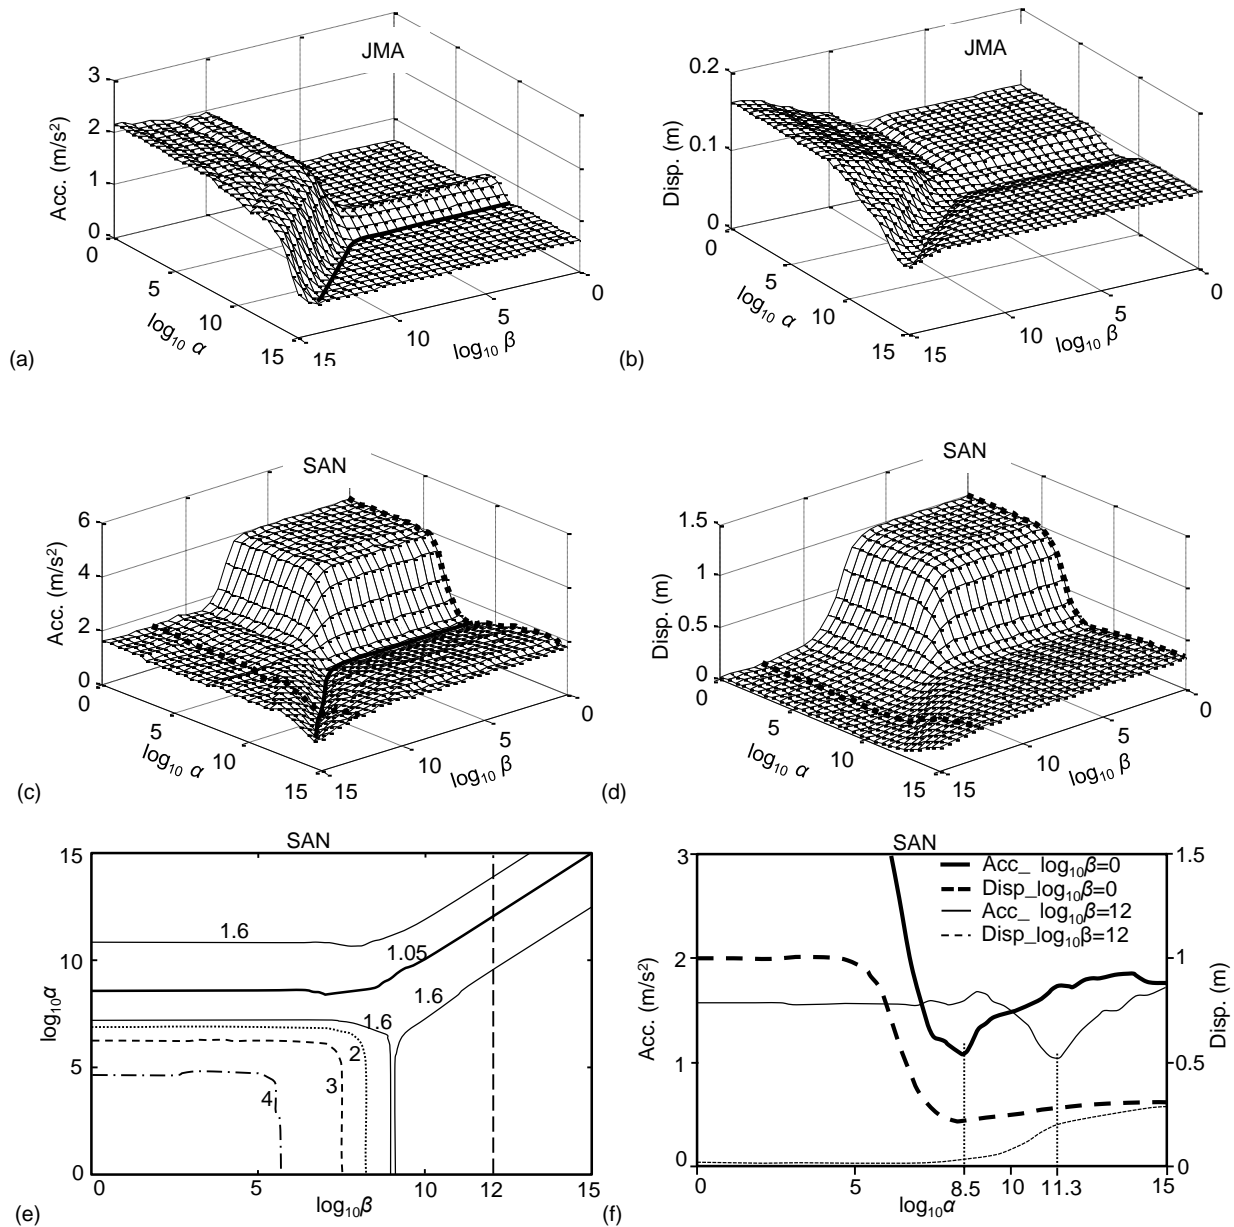 JMA
3
2
1
0
Acc. (m/s²)
0
5
10
15
log₁₀ α
15
10
5
0
log₁₀ β
(a)
JMA
0.2
0.1
0
Disp. (m)
0
5
10
15
log₁₀ α
15
10
5
0
log₁₀ β
(b)
SAN
6
4
2
0
Acc. (m/s²)
0
5
10
15
log₁₀ α
15
10
5
0
log₁₀ β
(c)
SAN
1.5
1
0.5
0
Disp. (m)
0
5
10
15
log₁₀ α
15
10
5
0
log₁₀ β
(d)
SAN
15
10
5
0
log₁₀α
1.6
1.05
1.6
1.6
2
3
4
0
5
10
12
15
log₁₀β
(e)
SAN
3
2
1
0
Acc. (m/s²)
Acc_ log₁₀β=0
Disp_log₁₀β=0
Acc_ log₁₀β=12
Disp_log₁₀β=12
1.5
1
0.5
0
Disp. (m)
0
5
8.5
10
11.3
15
log₁₀α
(f)